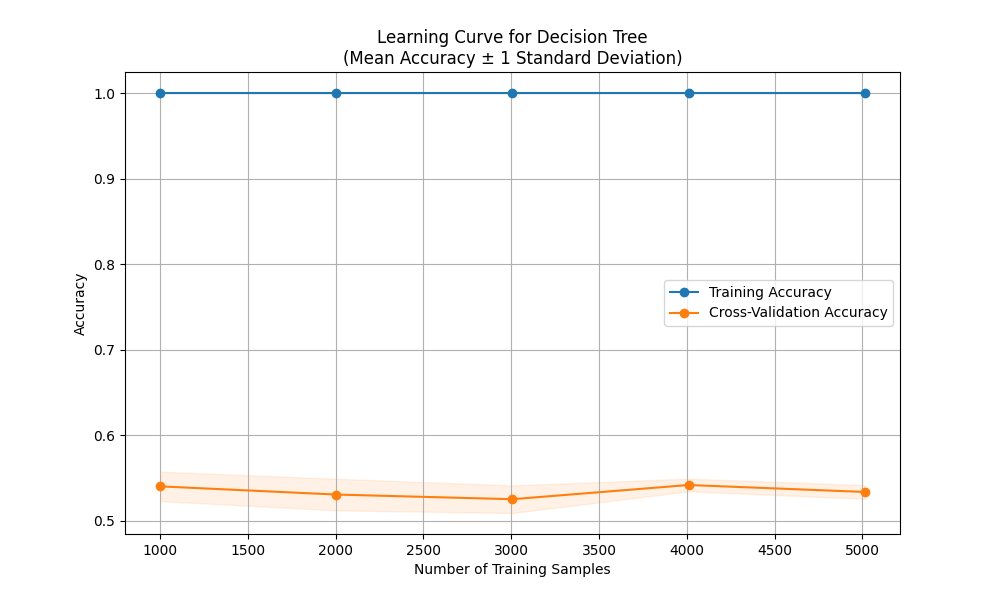 Learning Curve for Decision Tree
(Mean Accuracy ± 1 Standard Deviation)
1.0
0.9
0.8
0.7
0.6
0.5
Accuracy
Training Accuracy
Cross-Validation Accuracy
1000 1500 2000 2500 3000 3500 4000 4500 5000
Number of Training Samples